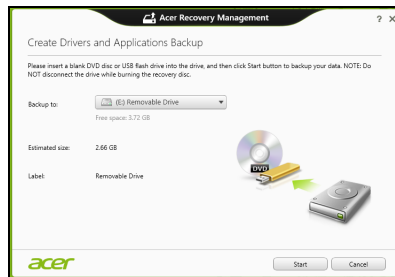 Acer Recovery Management
?
Create Drivers and Applications Backup
Please insert a blank DVD disc or USB flash drive into the drive, and then click Start button to backup your data. NOTE: Do
NOT disconnect the drive while burning the recovery disc.
Backup to: (E:) Removable Drive
Free space: 3.72 GB
Estimated size: 2.66 GB
DVD
Label: Removable Drive
acer Start Cancel